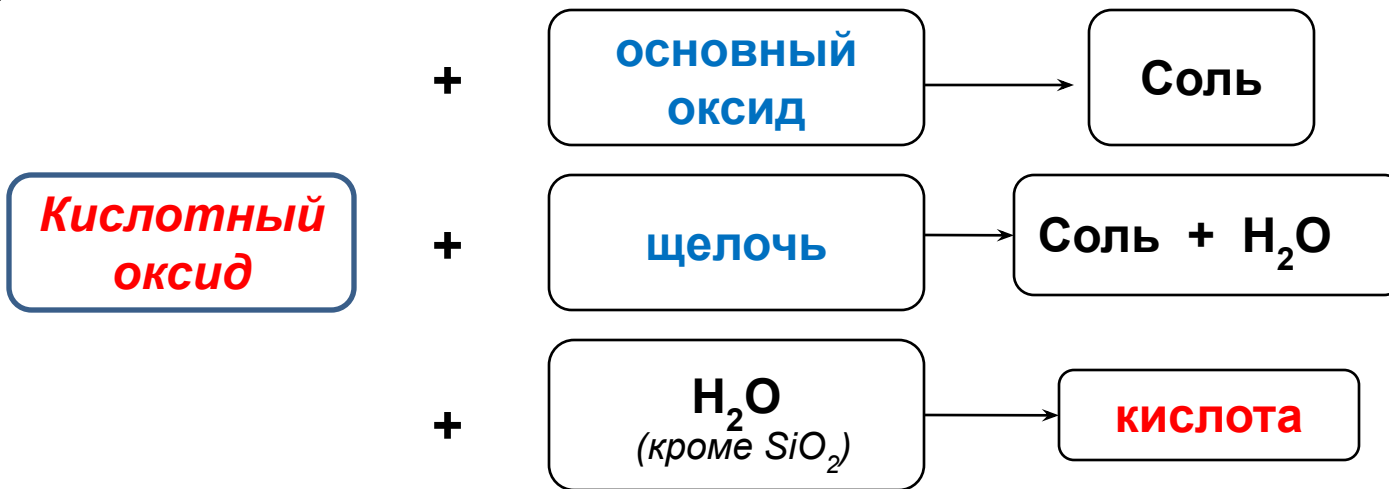 +
основный
оксид
Соль
Кислотный
оксид
+
щелочь
Соль + H₂O
+
H₂O
(кроме SiO₂)
кислота